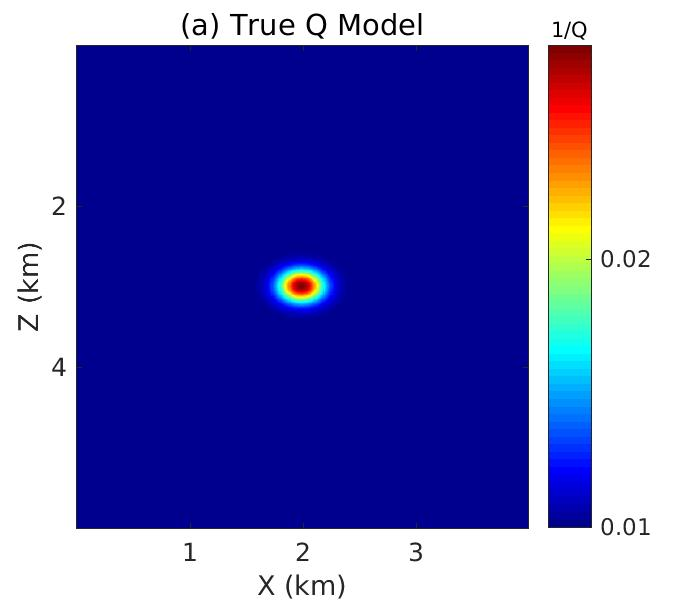 (a) True Q Model
1/Q
2
4
Z (km)
1 2 3
X (km)
0.02
0.01